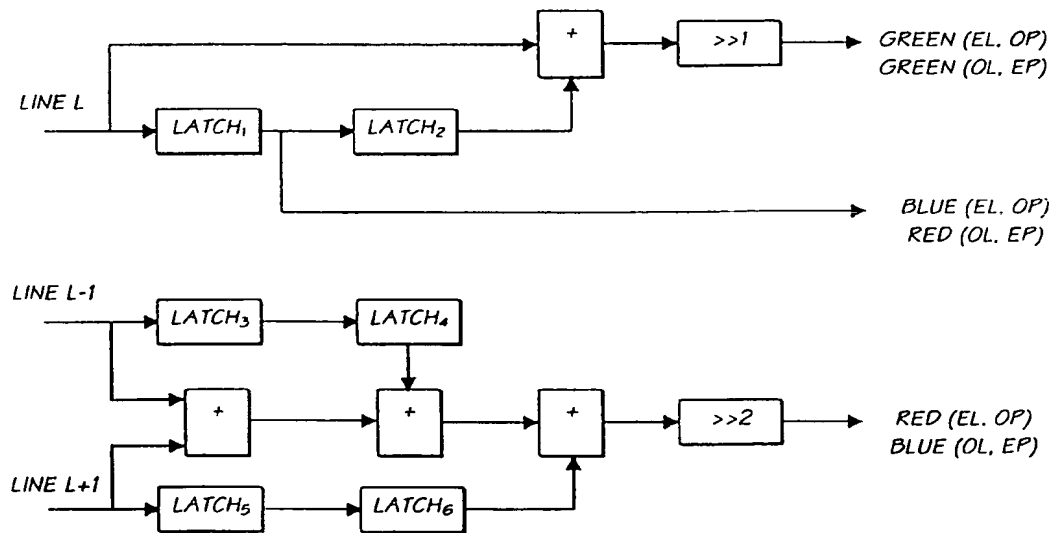 +
>>1
GREEN (EL, OP)
GREEN (OL, EP)
LINE L
LATCH₁
LATCH₂
BLUE (EL, OP)
RED (OL, EP)
LINE L-1
LATCH₃
LATCH₄
+
+
+
>>2
RED (EL, OP)
BLUE (OL, EP)
LINE L+1
LATCH₅
LATCH₆